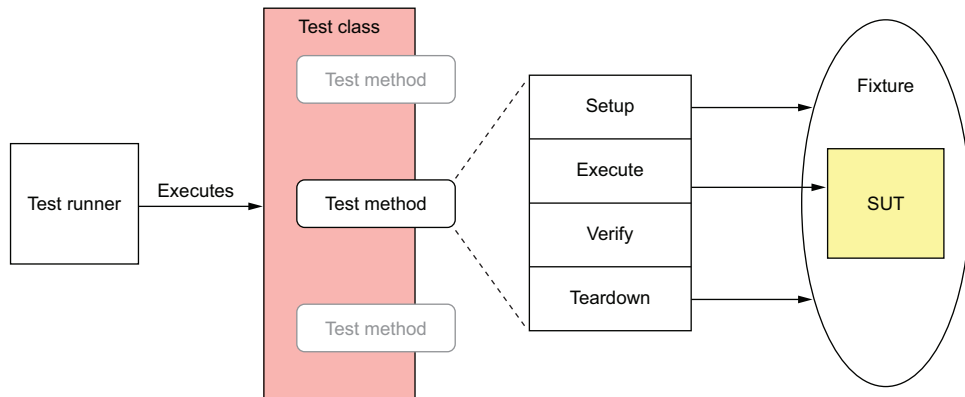 Test class
Test method
Test runner
Executes
Test method
Test method
Setup
Execute
Verify
Teardown
Fixture
SUT